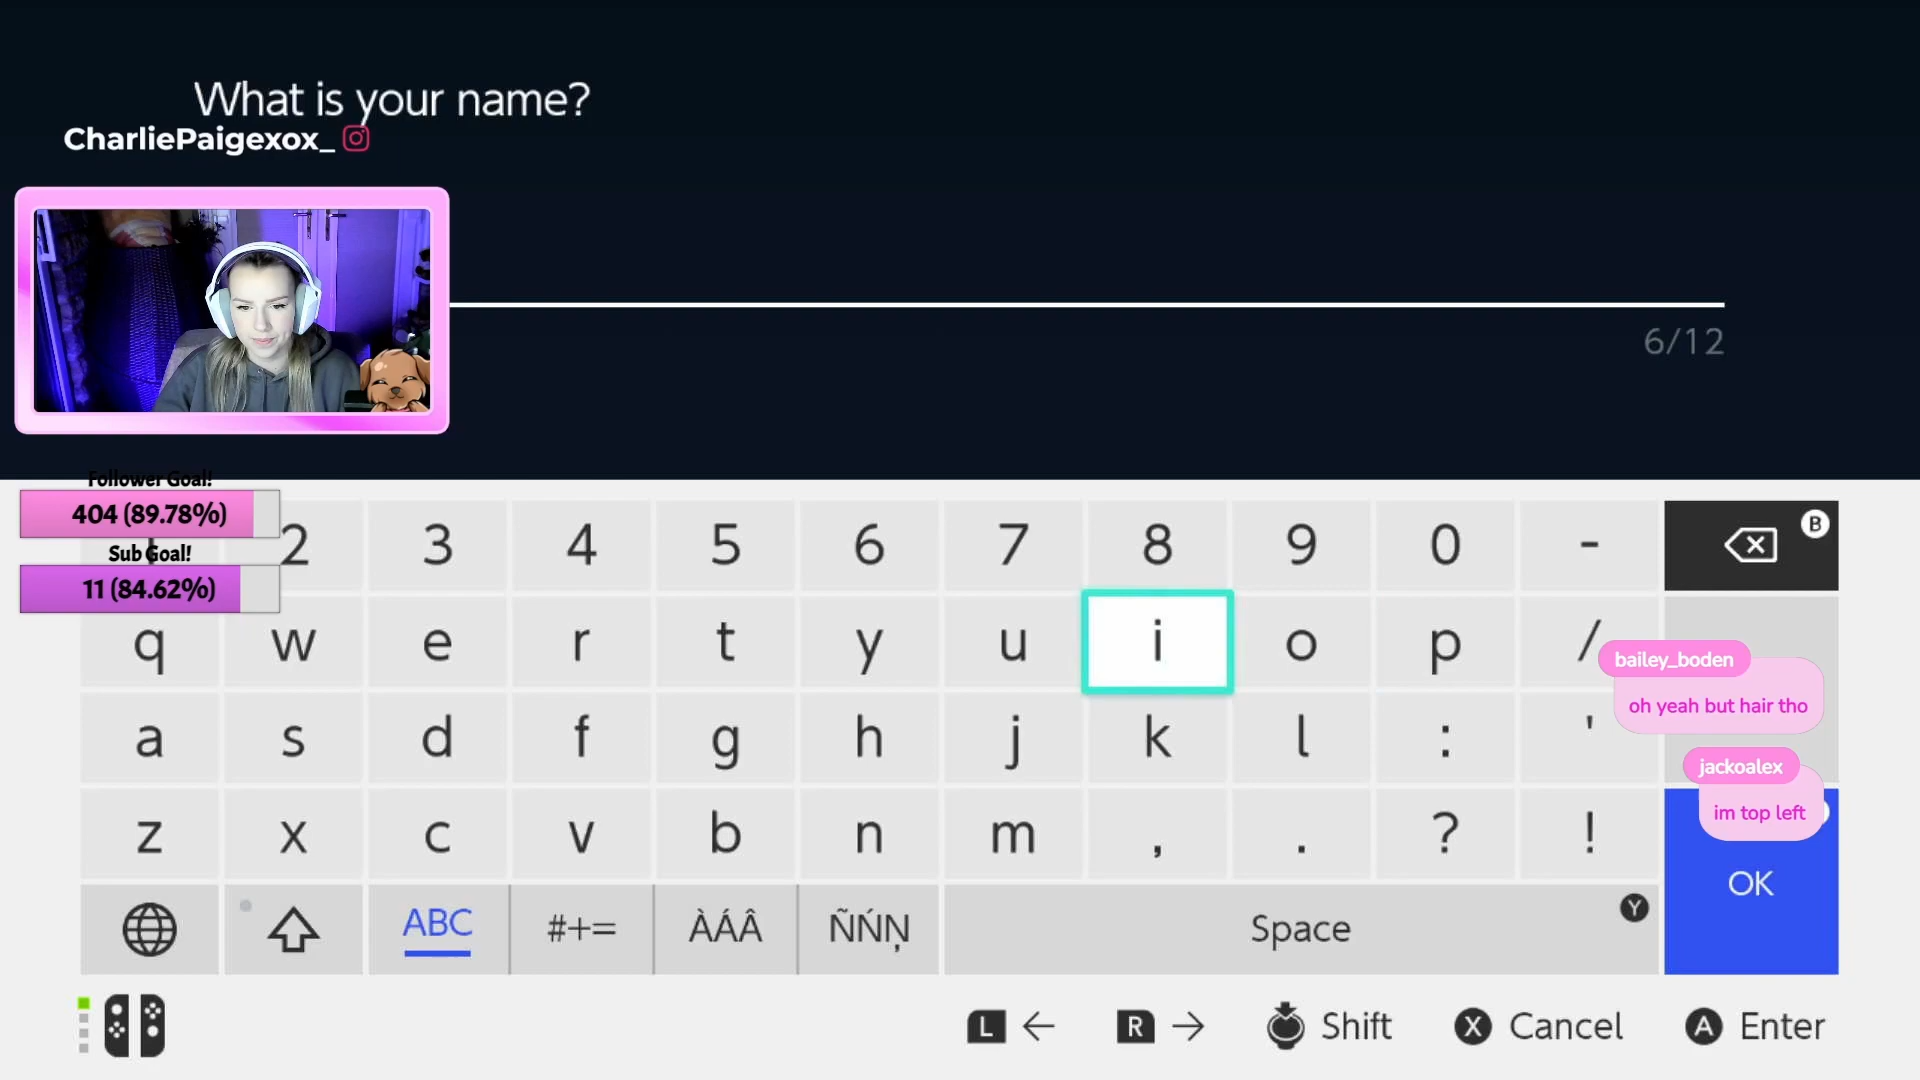 What is your name?
CharliePaigexox_
6/12
Follower Goal!
404 (89.78%)
Sub Goal!
11 (84.62%)
2 3 4 5 6 7 8 9 0 - B
q w e r t y u i o p /
a s d f g h j k l : '
z x c v b n m , . ? !
bailey_boden
oh yeah but hair tho
jackoalex
im top left
OK
ABC #+= ÀÁÂ ÑŃŅ Space Y
L ← R → Shift X Cancel A Enter